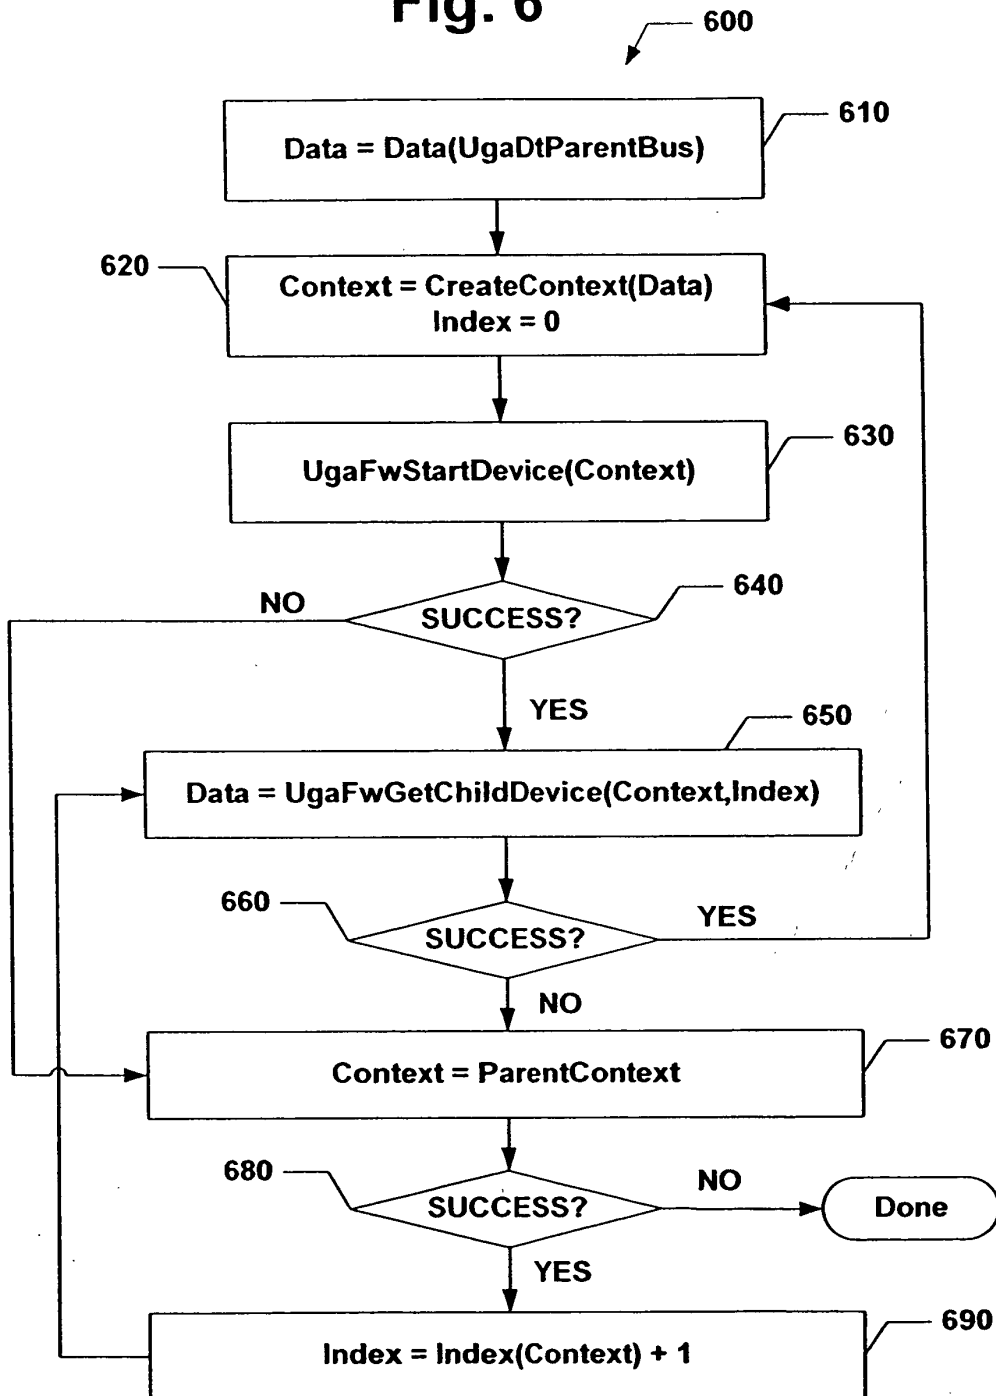 Fig. 6
600
610
Data = Data(UgaDtParentBus)
620
Context = CreateContext(Data)
Index = 0
630
UgaFwStartDevice(Context)
640
NO
SUCCESS?
YES
650
Data = UgaFwGetChildDevice(Context,Index)
660
YES
SUCCESS?
NO
670
Context = ParentContext
680
NO
SUCCESS?
Done
YES
690
Index = Index(Context) + 1